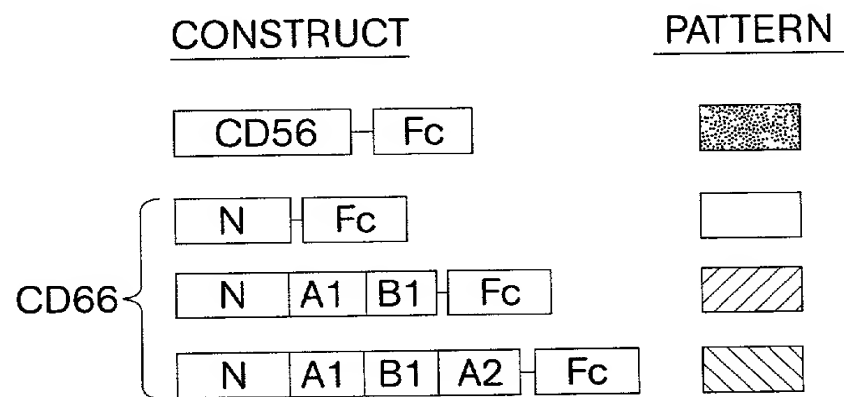 CONSTRUCT PATTERN
CD56 Fc
N Fc
CD66 N A1 B1 Fc
N A1 B1 A2 Fc